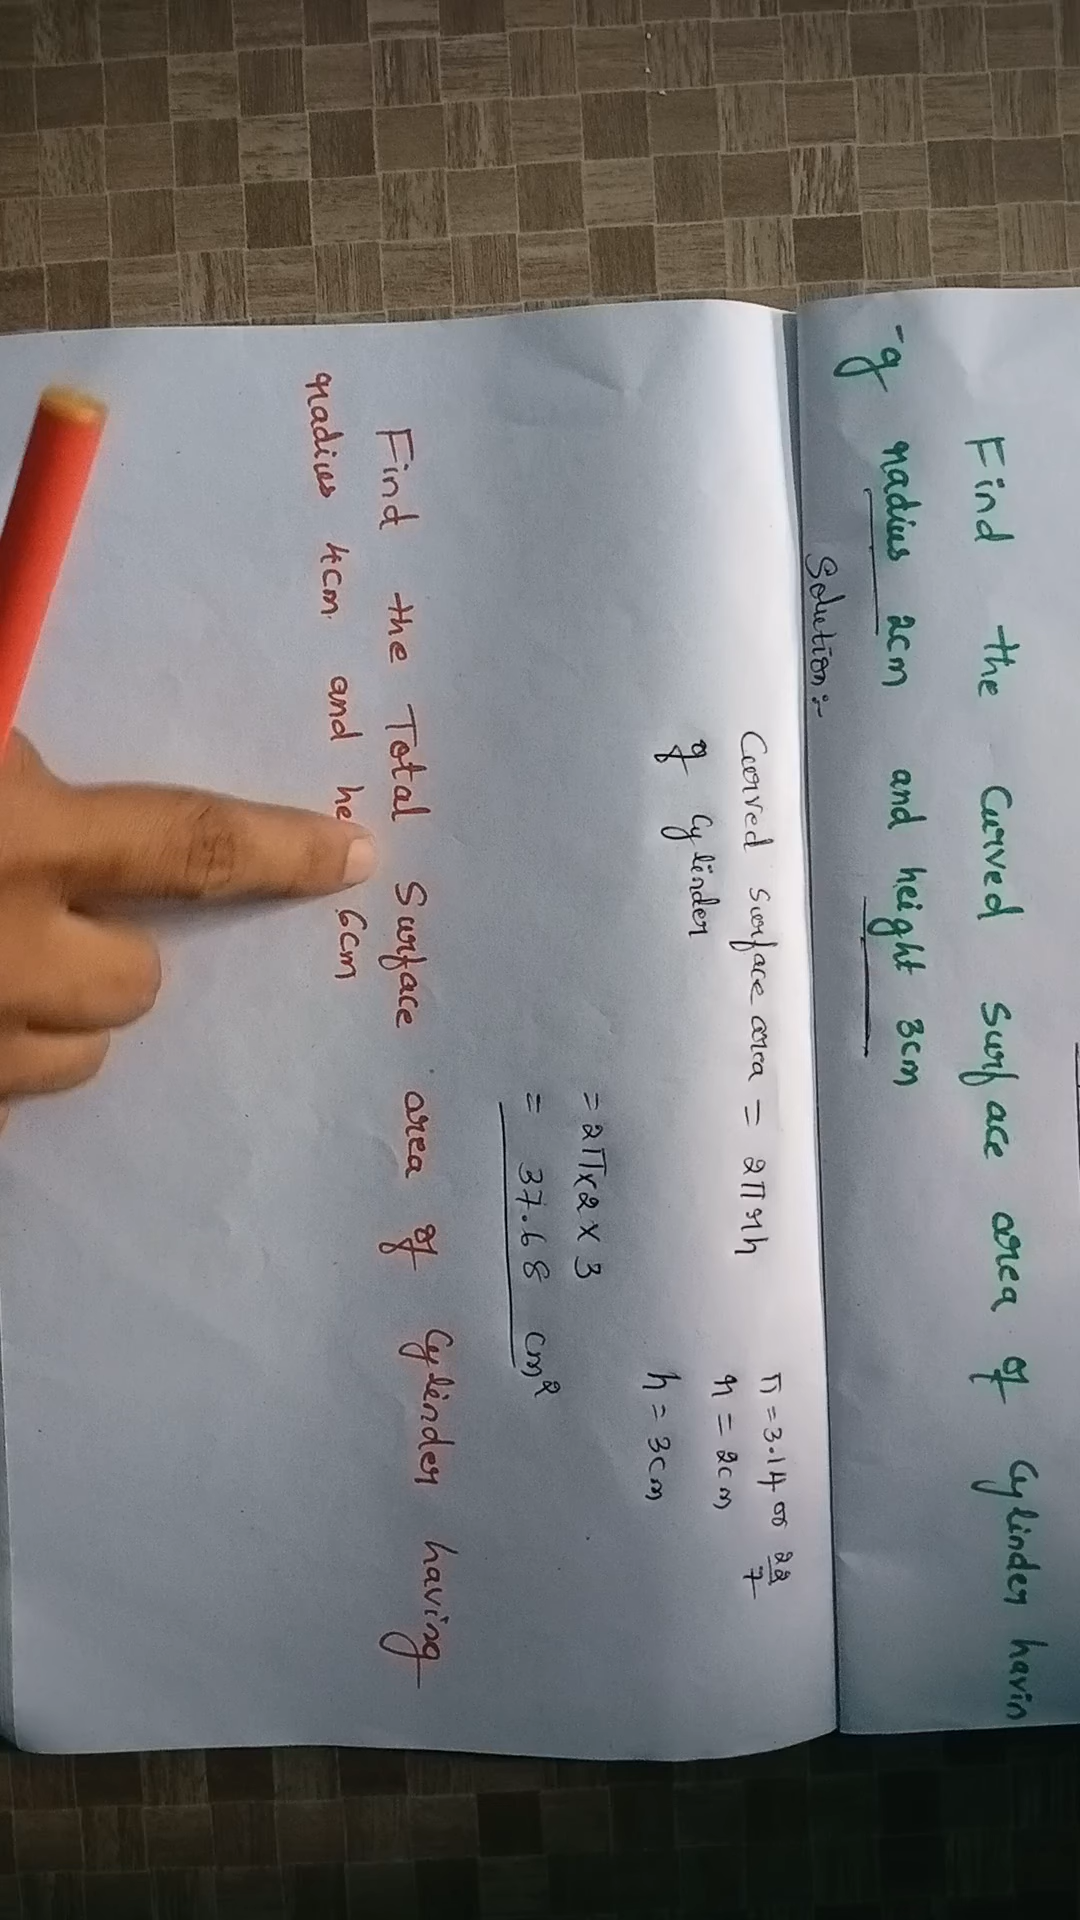 Find the Curved surface area of Cylinder havin
-g radius 2cm and height 3cm
Solution:-
Curved surface area = 2πrh
of cylinder
π = 3.14 or 22/7
r = 2cm
h = 3cm
= 2π×2×3
= 37.68 cm²
Find the Total Surface area of Cylinder having
radius 4cm and he 6cm